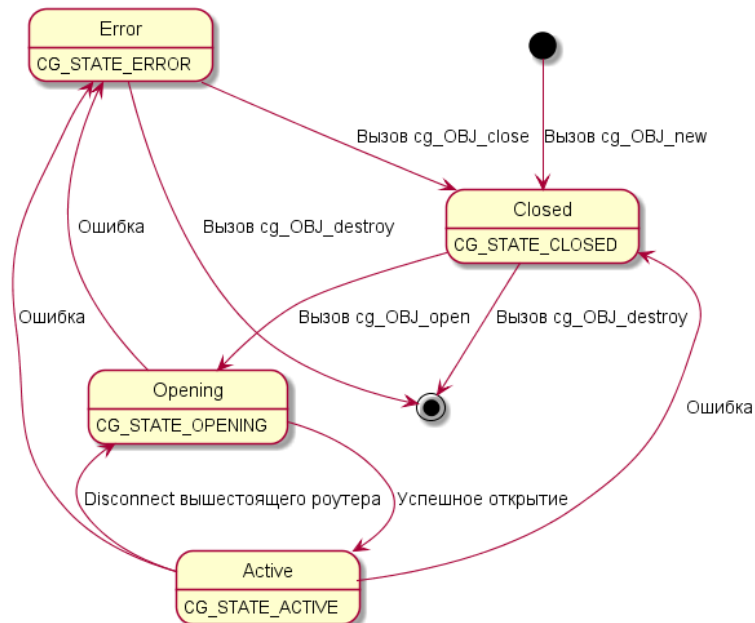 Error
CG_STATE_ERROR
Вызов cg_OBJ_close
Вызов cg_OBJ_new
Closed
CG_STATE_CLOSED
Ошибка
Вызов cg_OBJ_destroy
Ошибка
Вызов cg_OBJ_open
Вызов cg_OBJ_destroy
Opening
CG_STATE_OPENING
Ошибка
Disconnect вышестоящего роутера
Успешное открытие
Active
CG_STATE_ACTIVE